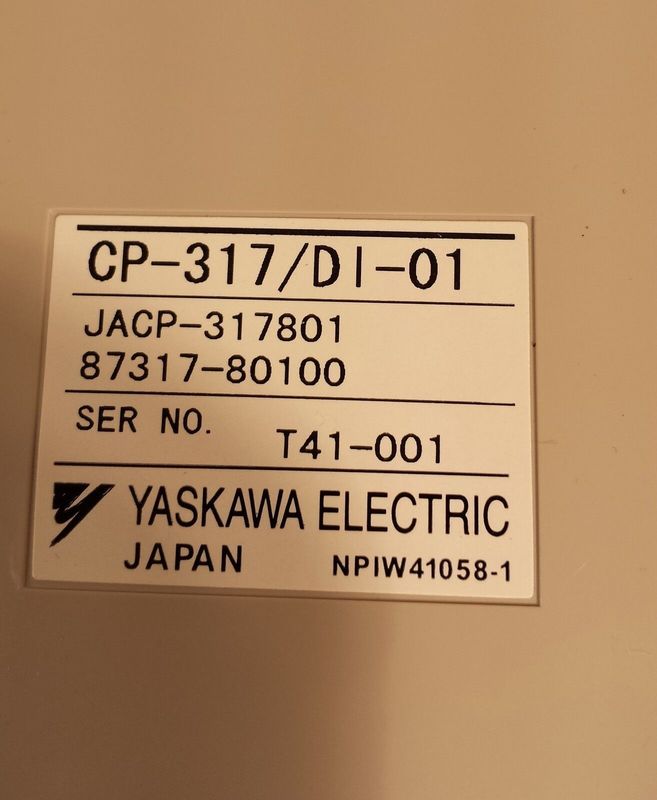 CP-317/DI-01
JACP-317801
87317-80100
SER NO. T41-001
YASKAWA ELECTRIC
JAPAN NPIW41058-1